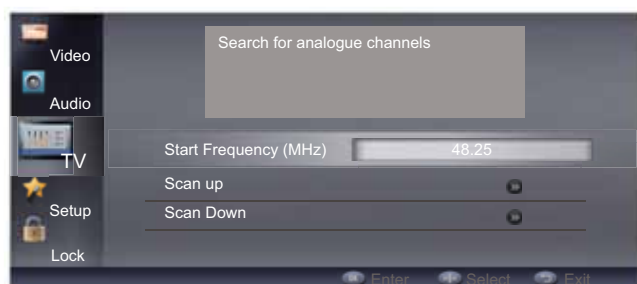 Video
Audio
TV
Setup
Lock
Search for analogue channels
Start Frequency (MHz) 48.25
Scan up
Scan Down
Enter Select Exit